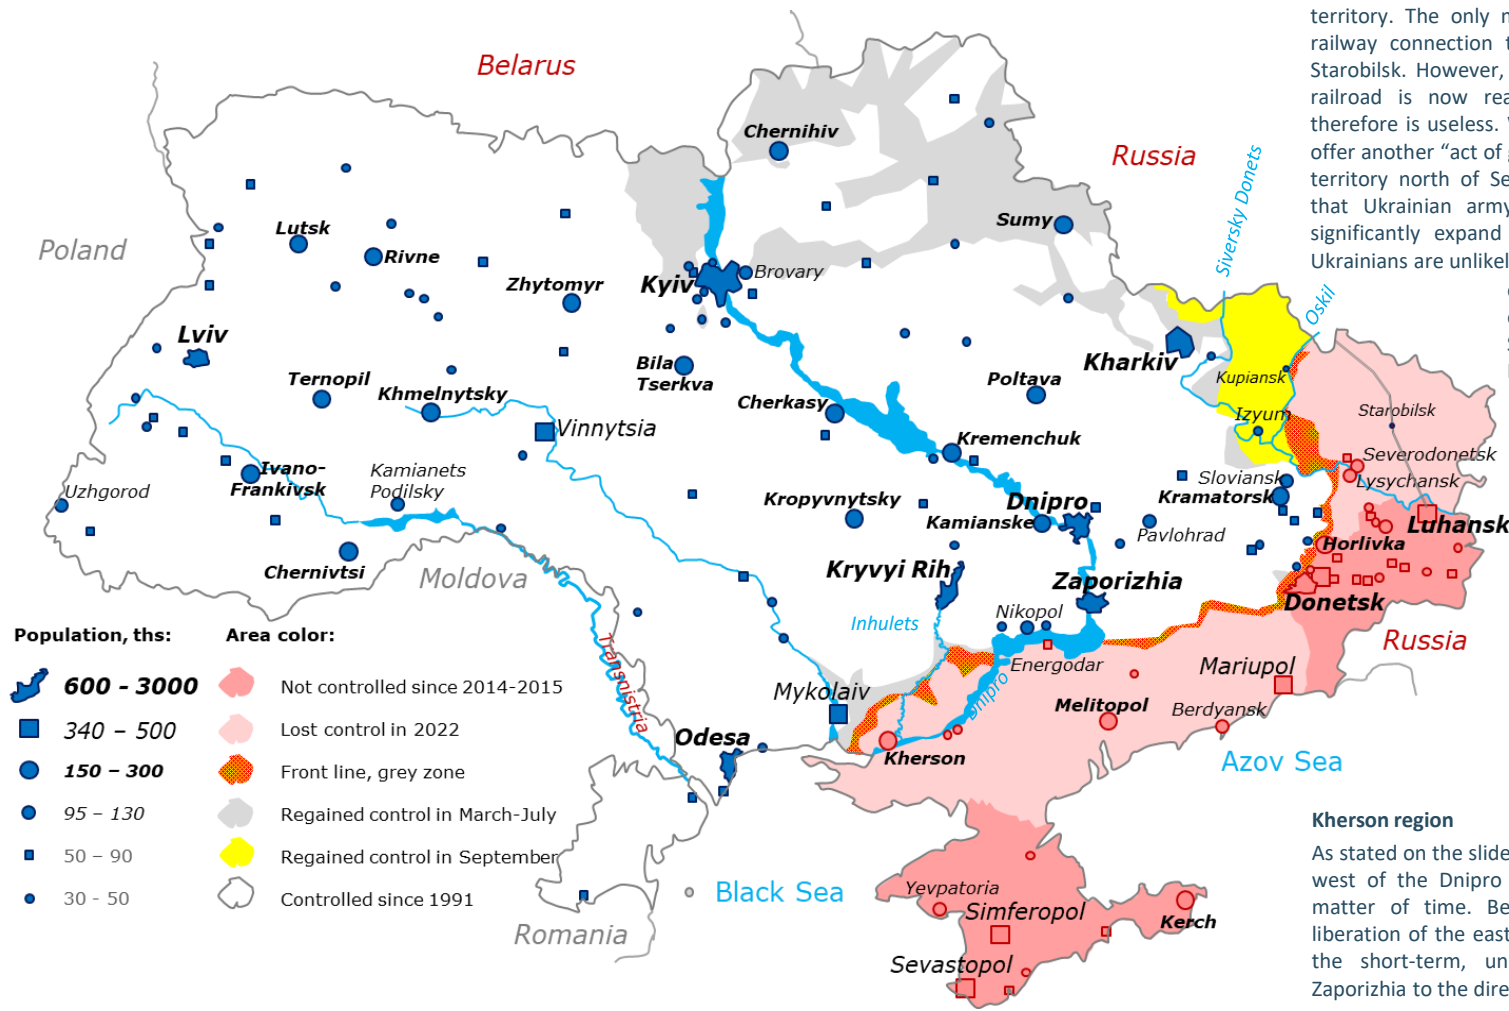 territory. The only
railway connection
Starobilsk. However,
railroad is now
therefore is useless.
offer another “act of
territory north of
that Ukrainian army
significantly expand
Ukrainians are unlikely
Belarus
Russia
Poland
Chernihiv
Sumy
Siversky Donets
Oskil
Lutsk
Rivne
Zhytomyr
Kyiv
Brovary
Lviv
Kharkiv
Bila
Tserkva
Ternopil
Khmelnytsky
Cherkasy
Poltava
Kupiansk
Izyum
Starobilsk
Vinnytsia
Kremenchuk
Severodonetsk
Lysychansk
Sloviansk
Kramatorsk
Uzhgorod
Ivano-
Frankivsk
Kamianets
Podilsky
Kropyvnytsky
Kamianske
Dnipro
Pavlohrad
Luhansk
Horlivka
Chernivtsi
Moldova
Kryvyi Rih
Zaporizhia
Donetsk
Nikopol
Inhulets
Energodar
Russia
Transnistria
Mykolaiv
Dnipro
Mariupol
Melitopol
Berdyansk
Odesa
Kherson
Azov Sea
Population, ths:
600 - 3000
340 – 500
150 – 300
95 – 130
50 – 90
30 - 50
Area color:
Not controlled since 2014-2015
Lost control in 2022
Front line, grey zone
Regained control in March-July
Regained control in September
Controlled since 1991
Black Sea
Romania
Yevpatoria
Simferopol
Kerch
Sevastopol
Kherson region
As stated on the slide
west of the Dnipro
matter of time.
liberation of the
the short-term,
Zaporizhia to the